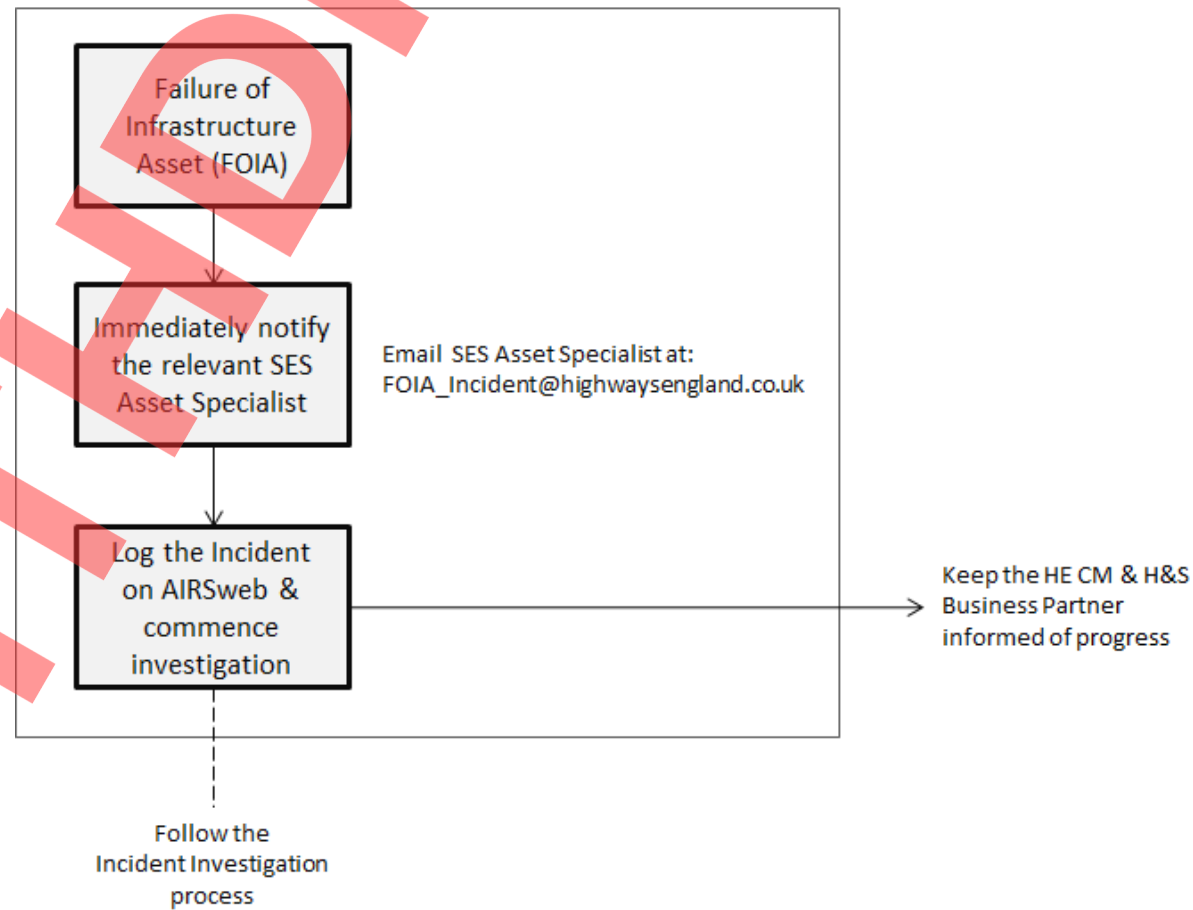 Failure of
Infrastructure
Asset (FOIA)
Immediately notify
the relevant SES
Asset Specialist
Email SES Asset Specialist at:
FOIA_Incident@highwaysengland.co.uk
Log the Incident
on AIRSweb &
commence
investigation
Keep the HE CM & H&S
Business Partner
informed of progress
Follow the
Incident Investigation
process